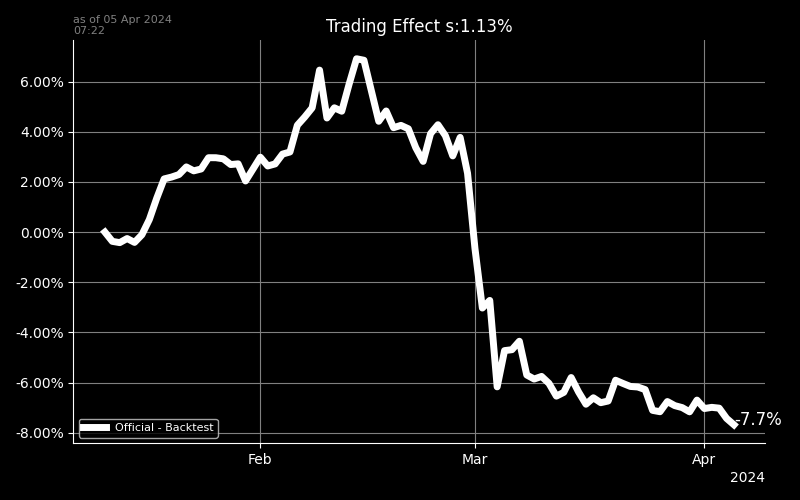 as of 05 Apr 2024
07:22
Trading Effect s:1.13%
6.00%
4.00%
2.00%
0.00%
-2.00%
-4.00%
-6.00%
-8.00%
-7.7%
Official - Backtest
Feb
Mar
Apr
2024